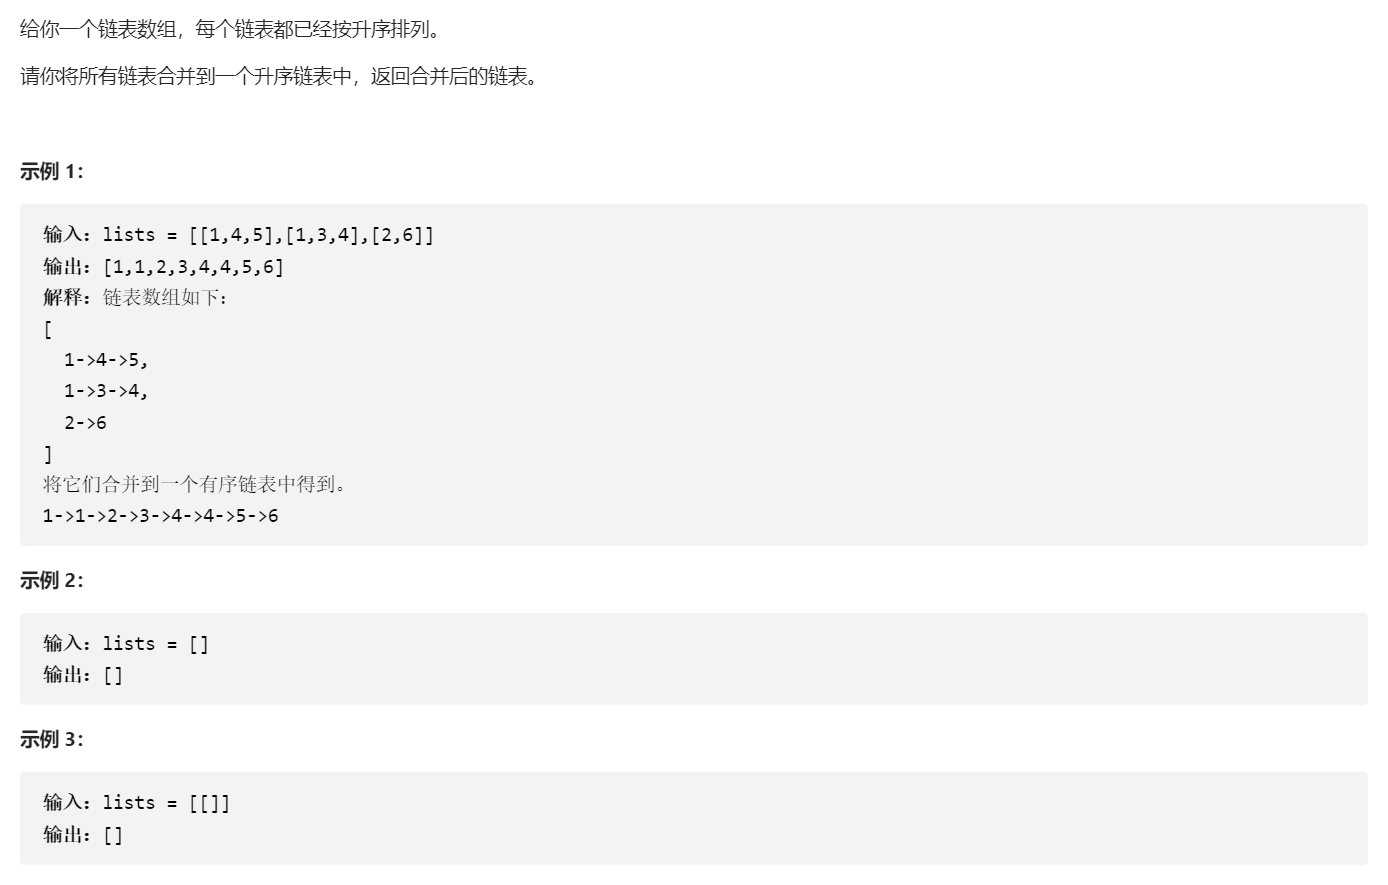 给你一个链表数组，每个链表都已经按升序排列。
请你将所有链表合并到一个升序链表中，返回合并后的链表。
示例 1：
输入：lists = [[1,4,5],[1,3,4],[2,6]]
输出：[1,1,2,3,4,4,5,6]
解释：链表数组如下：
[
1->4->5,
1->3->4,
2->6
]
将它们合并到一个有序链表中得到。
1->1->2->3->4->4->5->6
示例 2：
输入：lists = []
输出：[]
示例 3：
输入：lists = [[]]
输出：[]